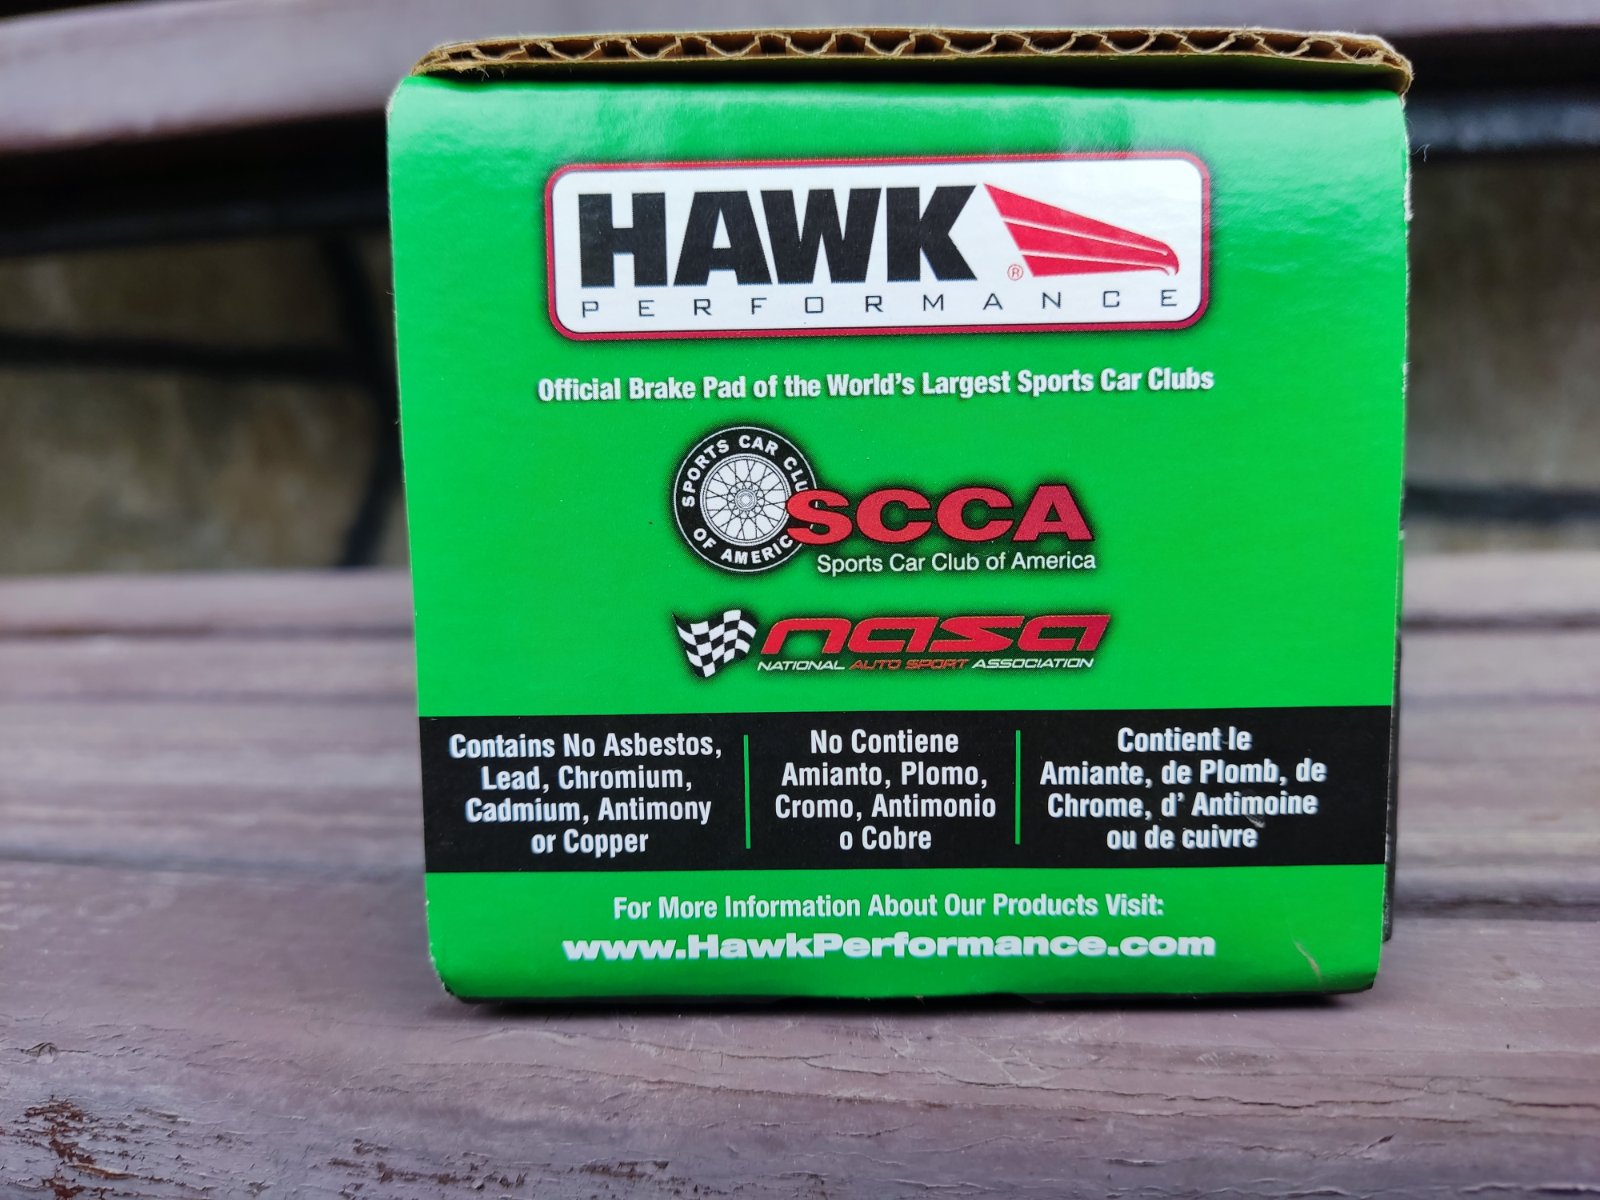 HAWK®
PERFORMANCE
Official Brake Pad of the World's Largest Sports Car Clubs
SPORTS CAR CLU
OF AMERIC
SCCA
Sports Car Club of America
nasa
NATIONAL AUTO SPORT ASSOCIATION
Contains No Asbestos,
Lead, Chromium,
Cadmium, Antimony
or Copper
No Contiene
Amianto, Plomo,
Cromo, Antimonio
o Cobre
Contient le
Amiante, de Plomb, de
Chrome, d' Antimoine
ou de cuivre
For More Information About Our Products Visit:
www.HawkPerformance.com